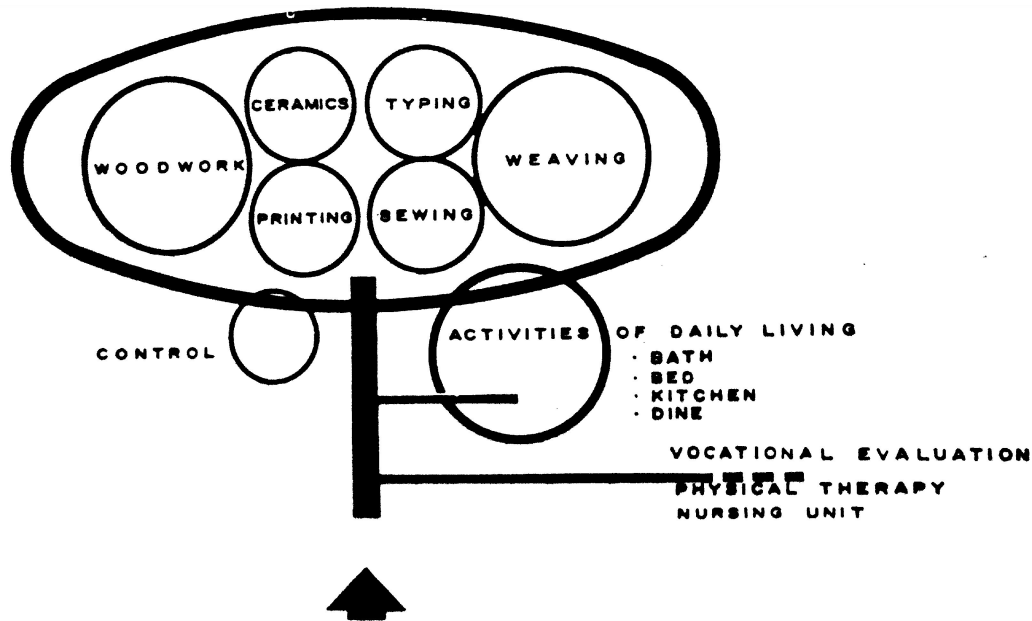 CERAMICS
TYPING
WOODWORK
WEAVING
PRINTING
SEWING
ACTIVITIES OF DAILY LIVING
CONTROL
· BATH
· BED
· KITCHEN
· DINE
VOCATIONAL EVALUATION
PHYSICAL THERAPY
NURSING UNIT